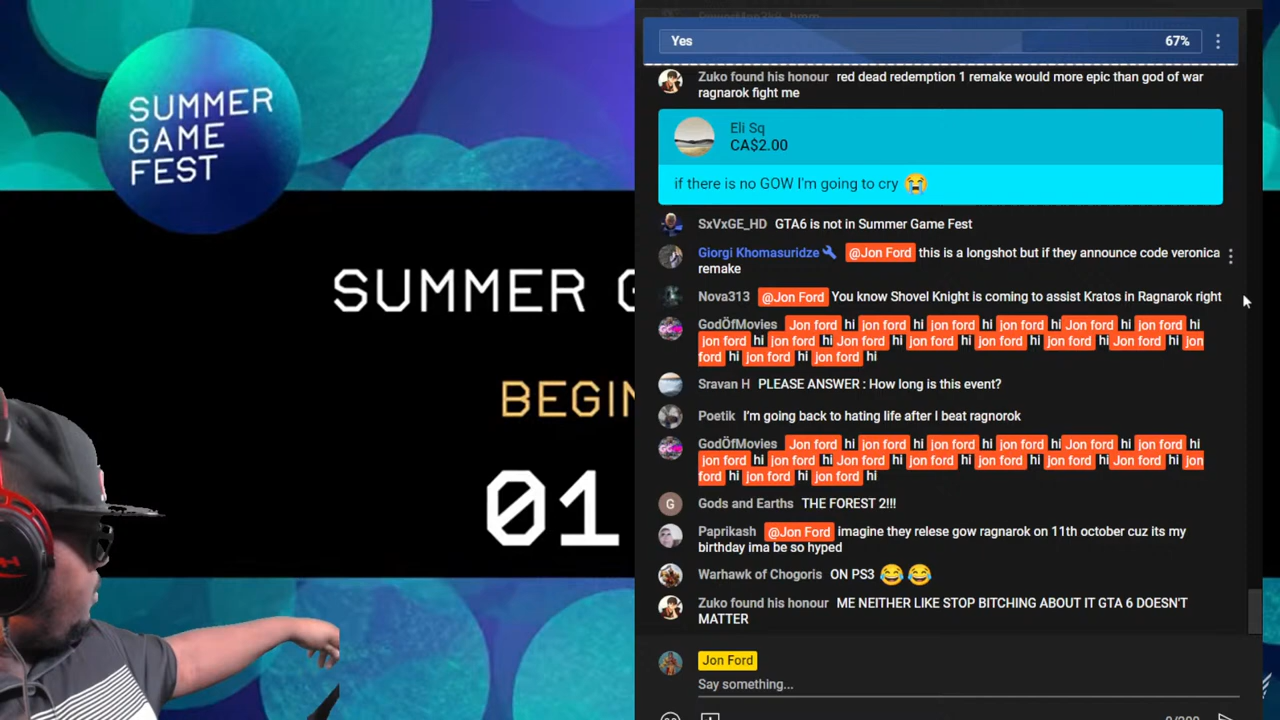 SUMMER
GAME
FEST
SUMMER
BEGIN
01
Yes 67%
Zuko found his honour red dead redemption 1 remake would more epic than god of war
ragnarok fight me
Eli Sq
CA$2.00
if there is no GOW I'm going to cry 😭
SxVxGE_HD GTA6 is not in Summer Game Fest
Giorgi Khomasuridze @Jon Ford this is a longshot but if they announce code veronica
remake
Nova313 @Jon Ford You know Shovel Knight is coming to assist Kratos in Ragnarok right
GodÖfMovies Jon ford hi jon ford hi jon ford hi jon ford hi Jon ford hi jon ford hi
jon ford hi jon ford hi Jon ford hi jon ford hi jon ford hi jon ford hi Jon ford hi jon
ford hi jon ford hi jon ford hi
Sravan H PLEASE ANSWER : How long is this event?
Poetik I'm going back to hating life after I beat ragnorok
GodÖfMovies Jon ford hi jon ford hi jon ford hi jon ford hi Jon ford hi jon ford hi
jon ford hi jon ford hi Jon ford hi jon ford hi jon ford hi jon ford hi Jon ford hi jon
ford hi jon ford hi jon ford hi
G Gods and Earths THE FOREST 2!!!
Paprikash @Jon Ford imagine they relese gow ragnarok on 11th october cuz its my
birthday ima be so hyped
Warhawk of Chogoris ON PS3 😂 😂
Zuko found his honour ME NEITHER LIKE STOP BITCHING ABOUT IT GTA 6 DOESN'T
MATTER
Jon Ford
Say something...